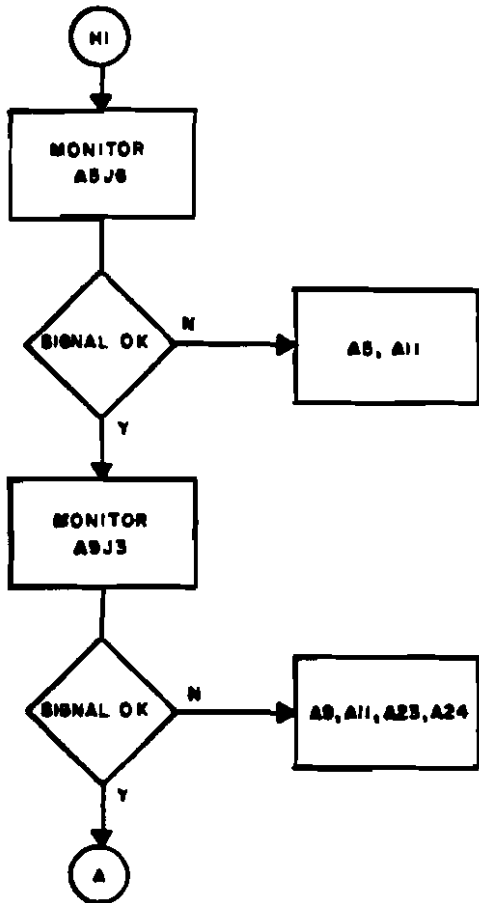 H1
MONITOR
A5J6
SIGNAL OK
N
A5, A11
Y
MONITOR
A9J3
SIGNAL OK
N
A9, A11, A23, A24
Y
A